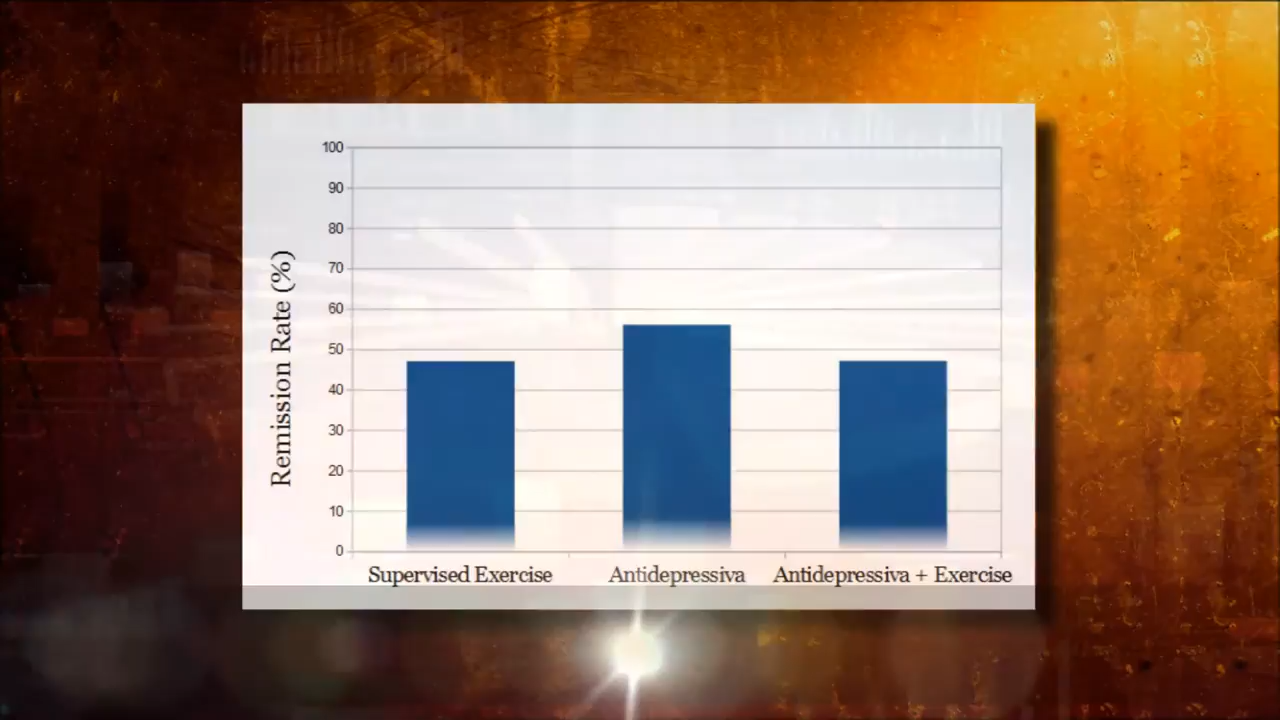 100
90
80
70
60
50
40
30
20
10
0
Remission Rate (%)
Supervised Exercise
Antidepressiva
Antidepressiva + Exercise